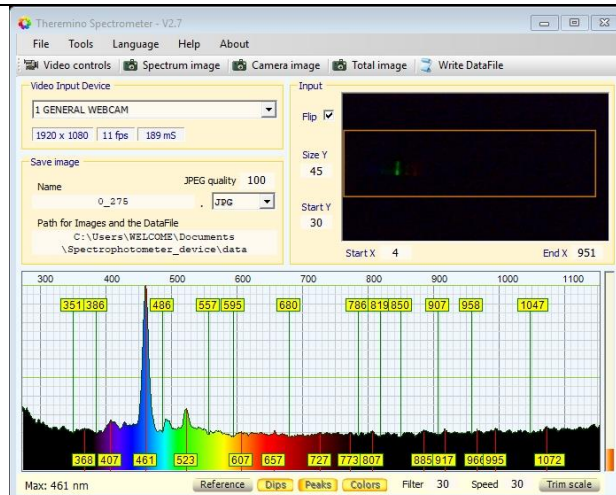 Theremino Spectrometer - V2.7
File Tools Language Help About
Video controls Spectrum image Camera image Total image Write DataFile
Video Input Device
1 GENERAL WEBCAM
1920 x 1080 11 fps 189 mS
Save image
Name JPEG quality 100
0_275 . JPG
Path for Images and the DataFile
C:\Users\WELCOME\Documents
\Spectrophotometer_device\data
Input
Flip
Size Y
45
Start Y
30
Start X 4 End X 951
300 400 500 600 700 800 900 1000 1100
351 386 486 557 595 680 786 819 850 907 958 1047
368 407 461 523 607 657 727 773 807 885 917 966 995 1072
Max: 461 nm Reference Dips Peaks Colors Filter 30 Speed 30 Trim scale